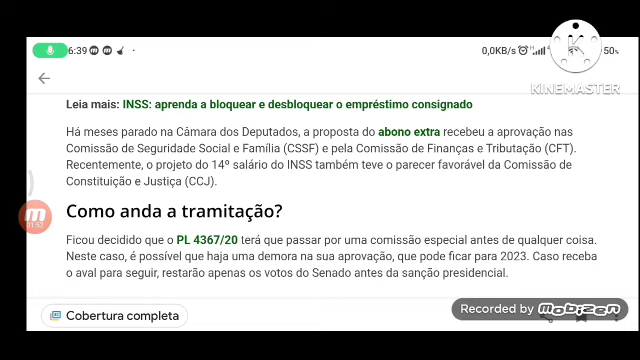 6:39
0,0KB/s
50%
KINEMASTER
Leia mais: INSS: aprenda a bloquear e desbloquear o empréstimo consignado
Há meses parado na Câmara dos Deputados, a proposta do abono extra recebeu a aprovação nas
Comissão de Seguridade Social e Família (CSSF) e pela Comissão de Finanças e Tributação (CFT).
Recentemente, o projeto do 14º salário do INSS também teve o parecer favorável da Comissão de
Constituição e Justiça (CCJ).
01:52
Como anda a tramitação?
Ficou decidido que o PL 4367/20 terá que passar por uma comissão especial antes de qualquer coisa.
Neste caso, é possível que haja uma demora na sua aprovação, que pode ficar para 2023. Caso receba
o aval para seguir, restarão apenas os votos do Senado antes da sanção presidencial.
Cobertura completa
Recorded by mobizen